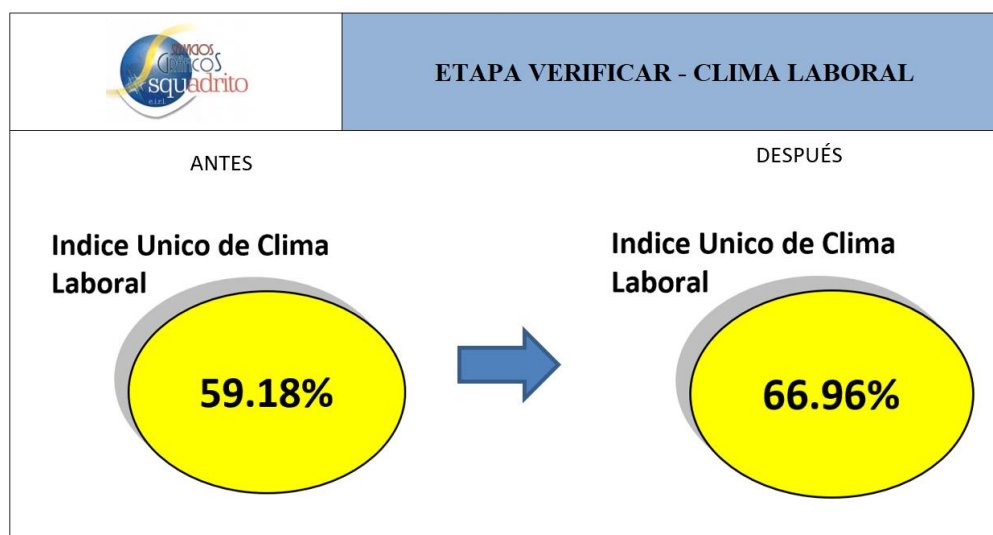 SERVICIOS
GRÁFICOS
squadrito
e.i.r.l
ETAPA VERIFICAR - CLIMA LABORAL
ANTES
DESPUÉS
Indice Unico de Clima
Laboral
Indice Unico de Clima
Laboral
59.18%
66.96%